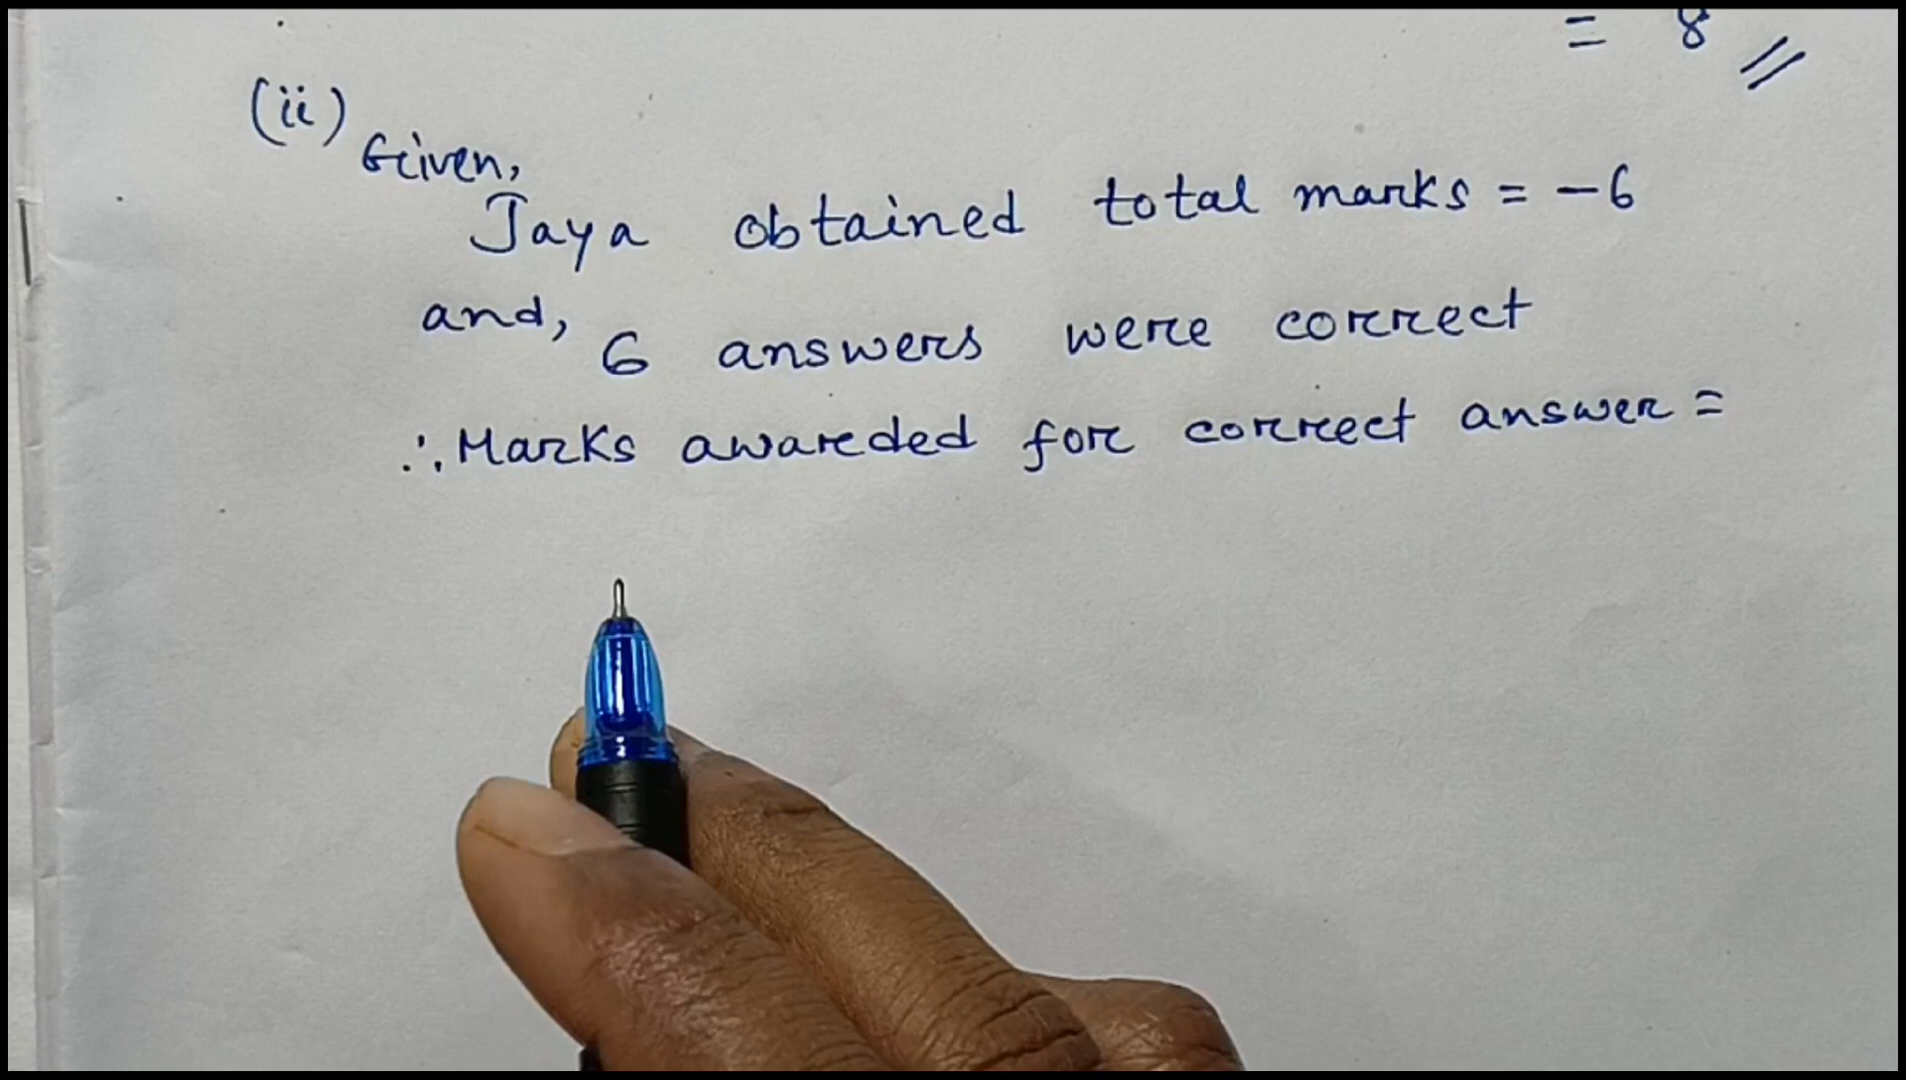 = 8 //
(ii) Given,
Jaya obtained total marks = -6
and, 6 answers were correct
∴ Marks awarded for correct answer =